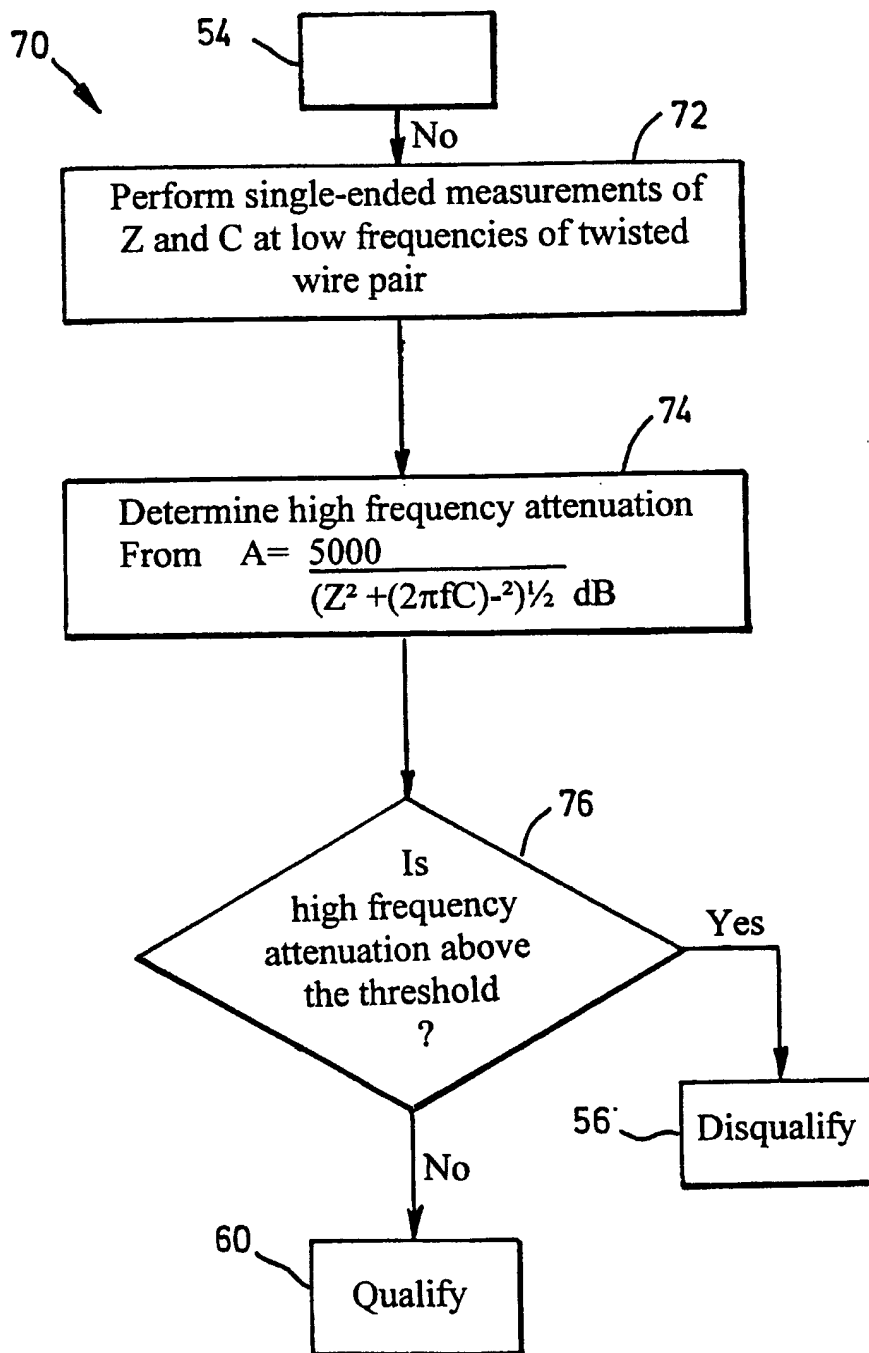 70
54
No
72
Perform single-ended measurements of
Z and C at low frequencies of twisted
wire pair
74
Determine high frequency attenuation
From A= 5000
(Z² +(2πfC)-²)½ dB
76
Is
high frequency
attenuation above
the threshold
?
Yes
56
Disqualify
No
60
Qualify